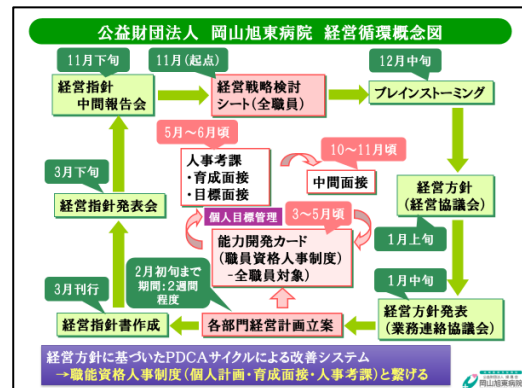 公益財団法人 岡山旭東病院 経営循環概念図
11月下旬
経営指針
中間報告会
11月(起点)
経営戦略検討
シート(全職員)
12月中旬
ブレインストーミング
5月~6月頃
人事考課
・育成面接
・目標面接
10~11月頃
中間面接
3月下旬
経営指針発表会
個人目標管理
3~5月頃
能力開発カード
(職員資格人事制度)
-全職員対象)
経営方針
(経営協議会)
1月上旬
1月中旬
経営方針発表
(業務連絡協議会)
2月初旬まで
期間:2週間
程度
各部門経営計画立案
3月刊行
経営指針書作成
経営方針に基づいたPDCAサイクルによる改善システム
→職能資格人事制度(個人計画・育成面接・人事考課)と繋げる
岡山旭東病院